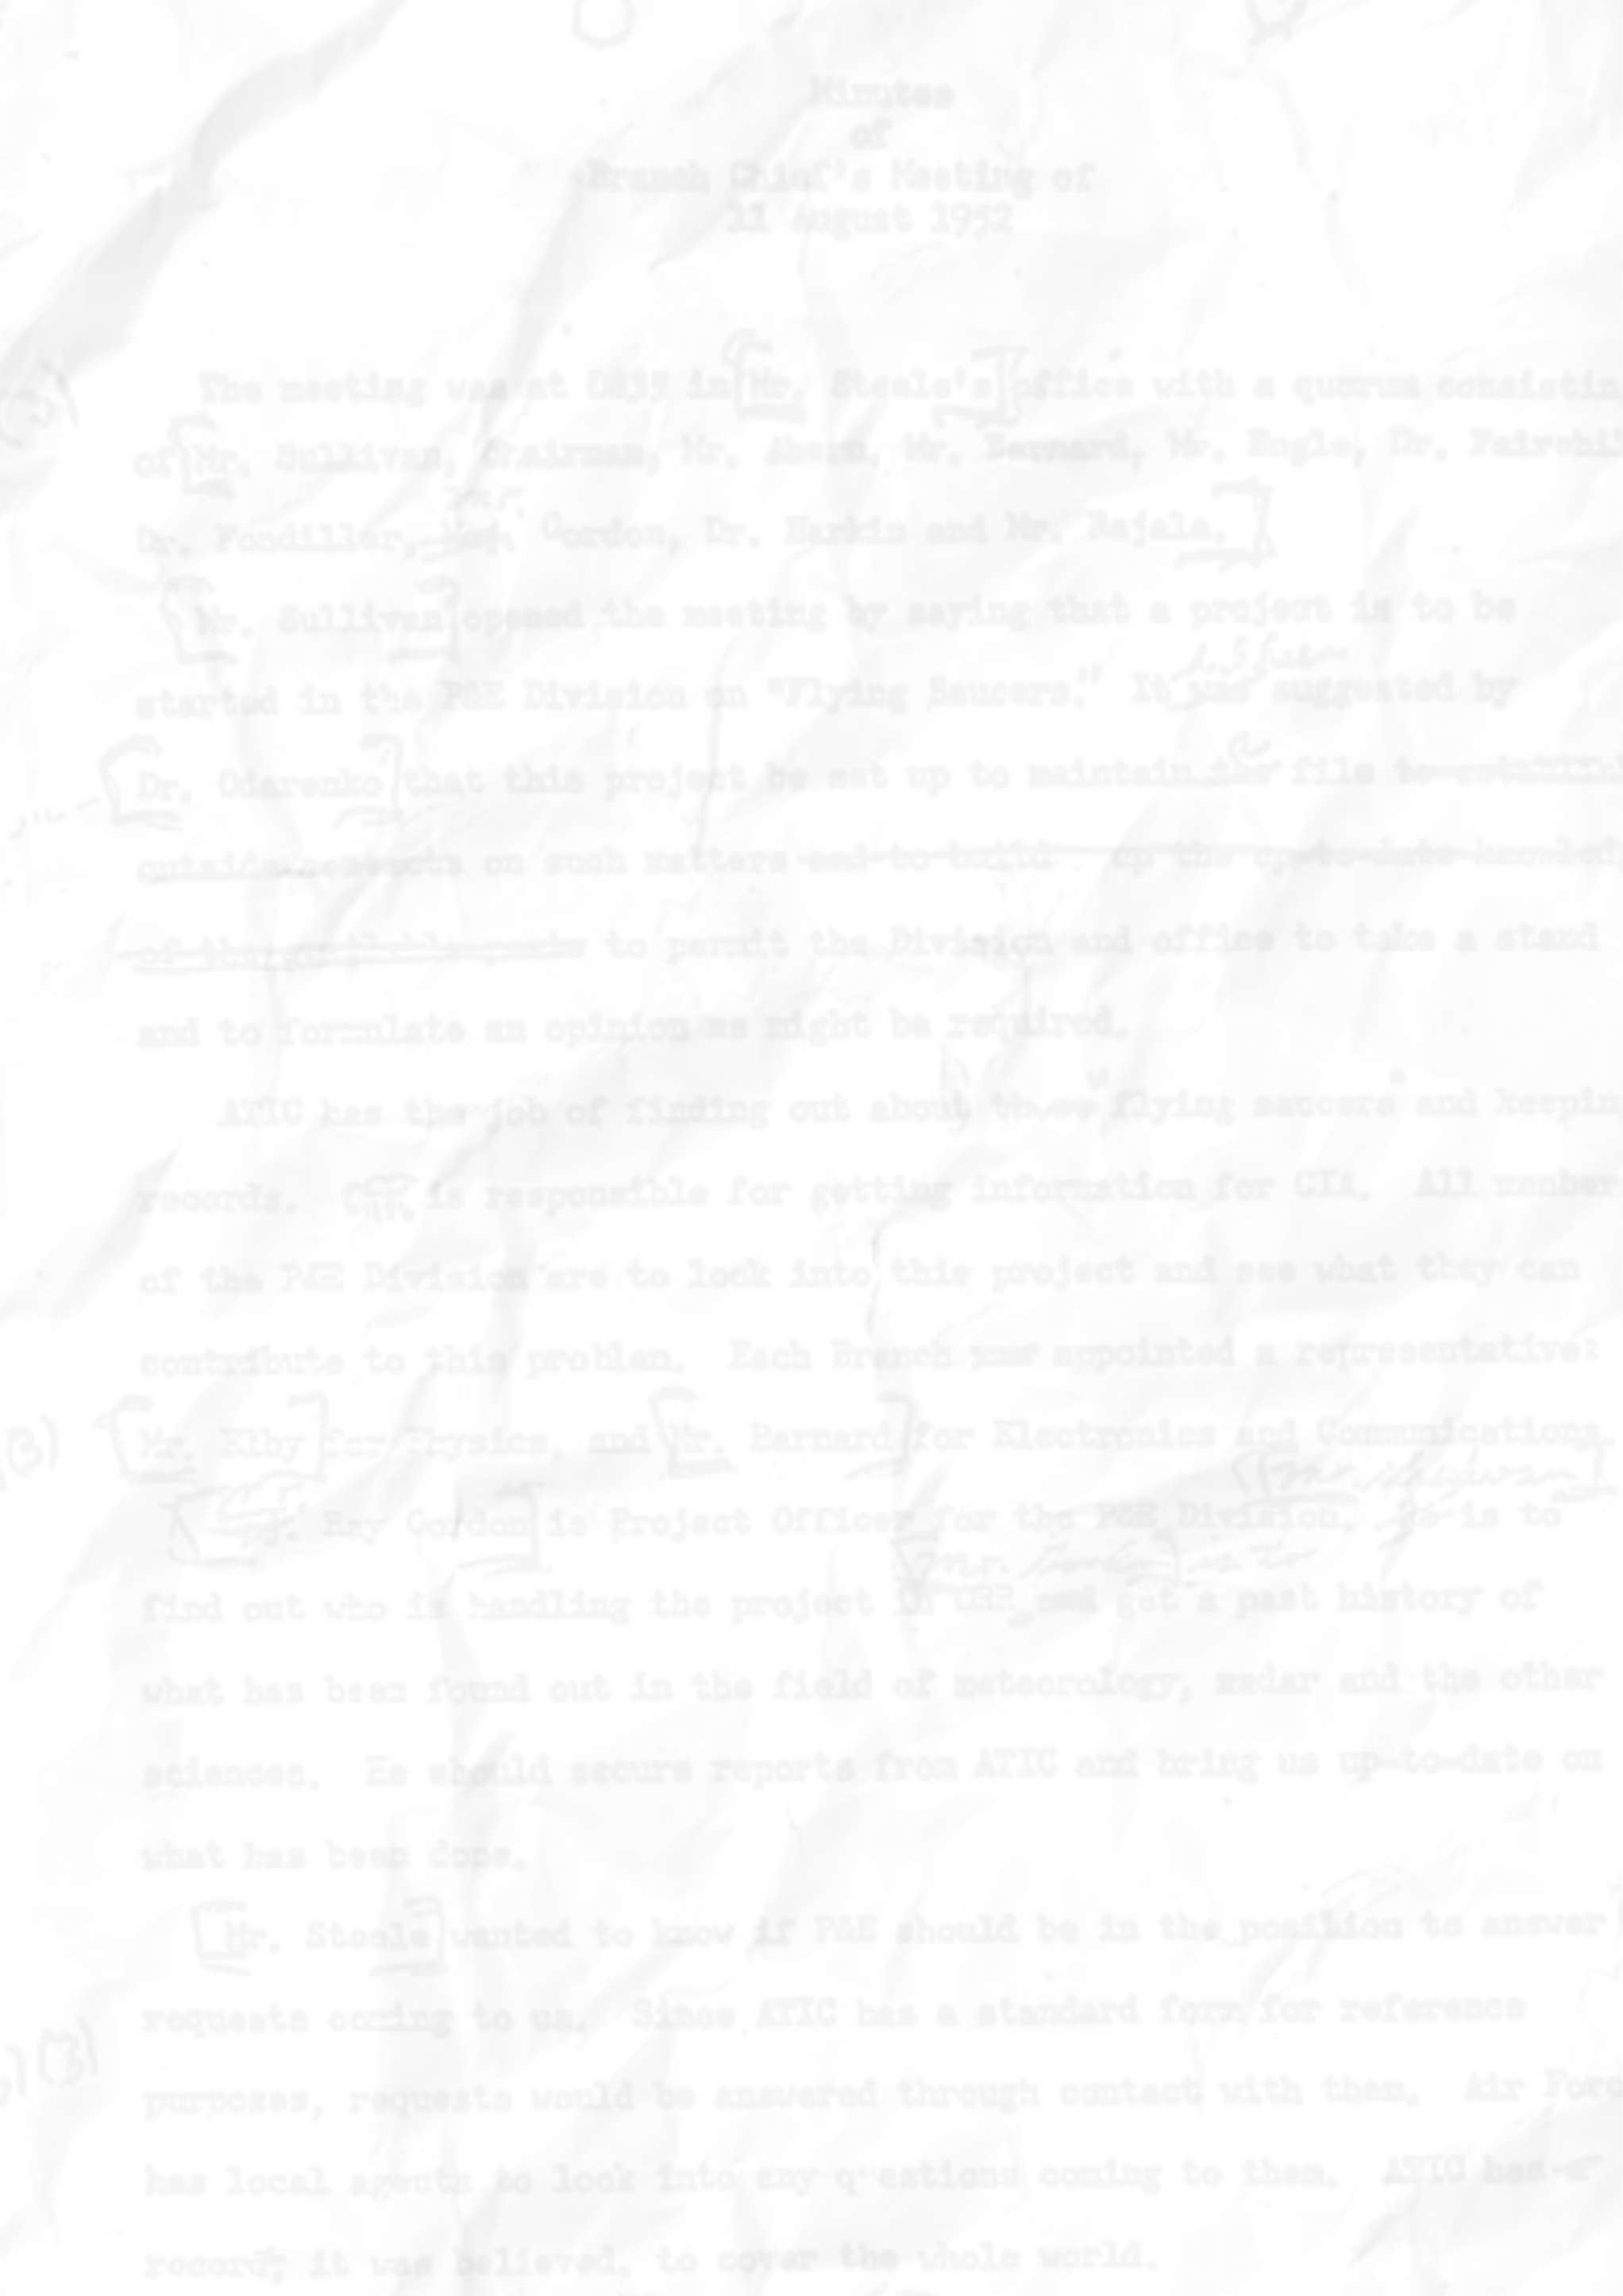 Minutes
of
Branch Chief's Meeting of
11 August 1952
The meeting was at 0835 in [Mr. Steele's] office with a quorum consistin
of [Mr. Sullivan, Chairman, Mr. Ahern, Mr. Barnard, Mr. Engle, Dr. Fairchil
Dr. Fondiller, Gordon, Dr. Harkin and Mr. Rajala.]
[Mr. Sullivan] opened the meeting by saying that a project is to be
started in the P&E Division on "Flying Saucers." It was suggested by
[Dr. Odarenko] that this project be set up to maintain the file to establish
outside contacts on such matters and to build up the up-to-date knowled
of to permit the Division and office to take a stand
and to formulate an opinion as might be required.
ATIC has the job of finding out about these "flying saucers" and keeping
records. is responsible for getting information for CIA. All member
of the P&E Division are to look into this project and see what they can
contribute to this problem. Each Branch appointed a representative:
(B) [Mr. Elby] for Physics, and [Mr. Barnard] for Electronics and Communications.
[Ray Gordon] is Project Officer for the P&E Division. He is to
find out who is handling the project in and get a past history of
what has been found out in the field of meteorology, radar and the other
sciences. He should secure reports from ATIC and bring us up-to-date on
what has been done.
[Mr. Steele] wanted to know if P&E should be in the position to answer
requests coming to us. Since ATIC has a standard form for reference
(B) purposes, requests would be answered through contact with them. Air Forc
has local agents to look into any questions coming to them. ATIC has a
record; it was believed, to cover the whole world.